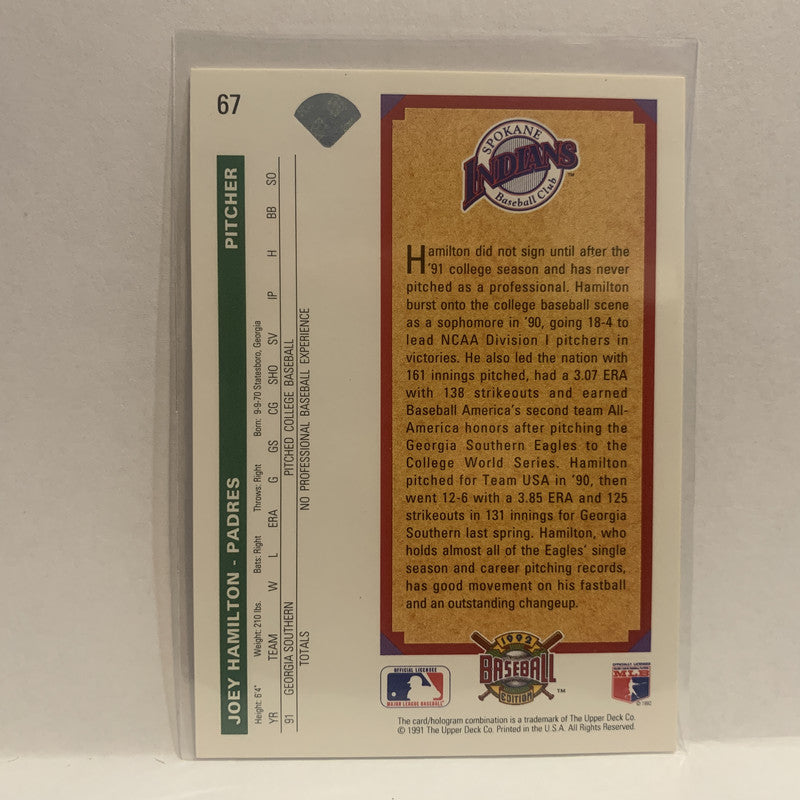 67
JOEY HAMILTON - PADRES PITCHER
Height: 6'4" Weight: 210 lbs. Bats: Right Throws: Right Born: 9-9-70 Statesboro, Georgia
YR TEAM W L ERA G GS CG SHO SV IP H BB SO
91 GEORGIA SOUTHERN PITCHED COLLEGE BASEBALL
TOTALS NO PROFESSIONAL BASEBALL EXPERIENCE
SPOKANE
INDIANS
Baseball Club
TM
Hamilton did not sign until after the
'91 college season and has never
pitched as a professional. Hamilton
burst onto the college baseball scene
as a sophomore in '90, going 18-4 to
lead NCAA Division I pitchers in
victories. He also led the nation with
161 innings pitched, had a 3.07 ERA
with 138 strikeouts and earned
Baseball America's second team All-
America honors after pitching the
Georgia Southern Eagles to the
College World Series. Hamilton
pitched for Team USA in '90, then
went 12-6 with a 3.85 ERA and 125
strikeouts in 131 innings for Georgia
Southern last spring. Hamilton, who
holds almost all of the Eagles' single
season and career pitching records,
has good movement on his fastball
and an outstanding changeup.
OFFICIAL LICENSEE
MAJOR LEAGUE BASEBALL
1992
BASEBALL
EDITION
TM
MLB
© 1992
The card/hologram combination is a trademark of The Upper Deck Co.
© 1991 The Upper Deck Co. Printed in the U.S.A. All Rights Reserved.